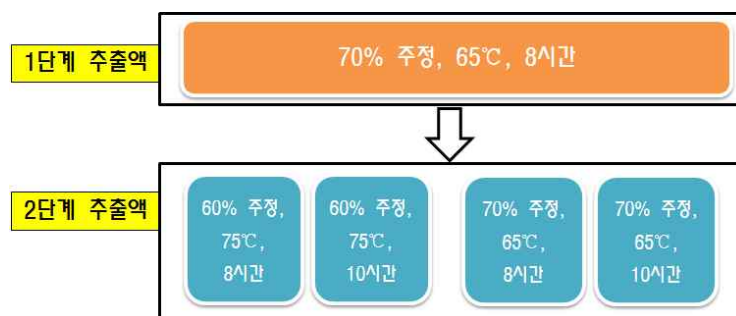 1단계 추출액
70% 주정, 65℃, 8시간
2단계 추출액
60% 주정,
75℃,
8시간
60% 주정,
75℃,
10시간
70% 주정,
65℃,
8시간
70% 주정,
65℃,
10시간